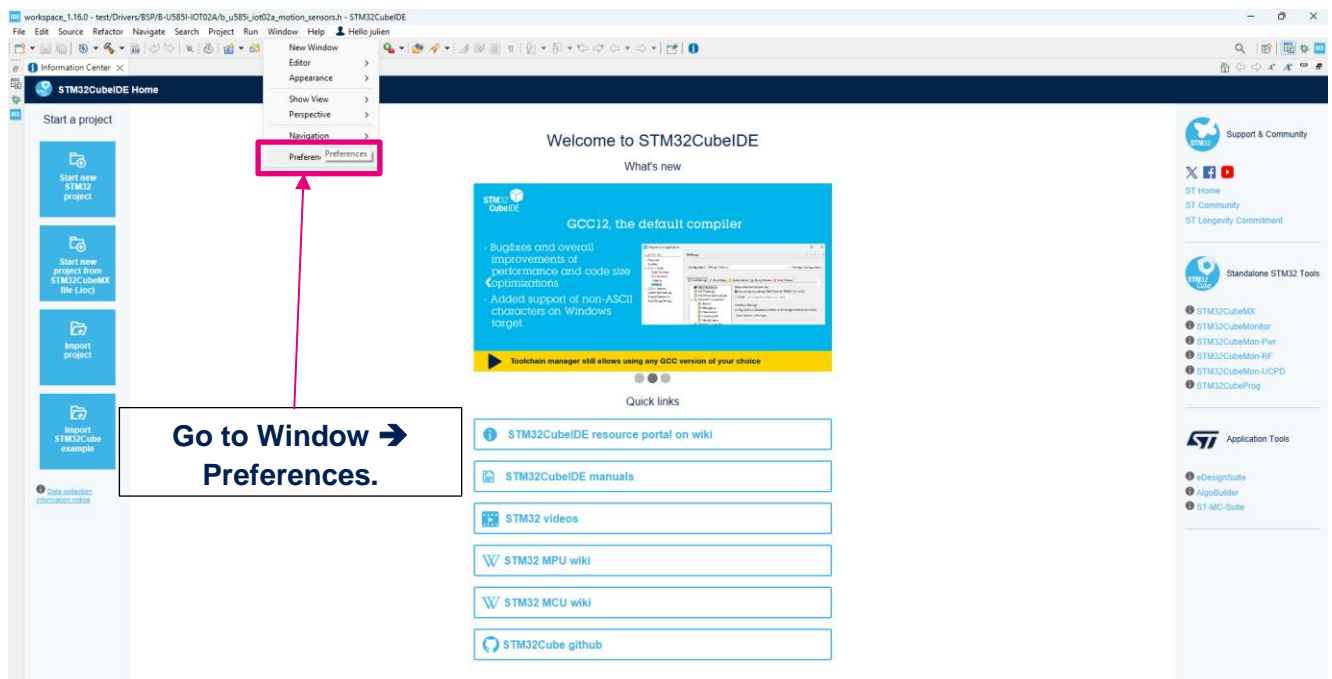 workspace_1.16.0 - test/Drivers/BSP/B-U585I-IOT02A/b_u585i_iot02a_motion_sensors.h - STM32CubeIDE
File Edit Source Refactor Navigate Search Project Run Window Help Hello julien
Information Center
STM32CubeIDE Home
New Window
Editor
Appearance
Show View
Perspective
Navigation
Preferen
Preferences
Start a project
Start new
STM32
project
Start new
project from
STM32CubeMX
file (.ioc)
Import
project
Import
STM32Cube
example
Data collection
information notice
Go to Window ➔
Preferences.
Welcome to STM32CubeIDE
What's new
STM32
CubeIDE
GCC12, the default compiler
- Bugfixes and overall
improvements of
performance and code size
optimizations
- Added support of non-ASCII
characters on Windows
target
Toolchain manager still allows using any GCC version of your choice
Quick links
STM32CubeIDE resource portal on wiki
STM32CubeIDE manuals
STM32 videos
STM32 MPU wiki
STM32 MCU wiki
STM32Cube github
Support & Community
ST Home
ST Community
ST Longevity Commitment
Standalone STM32 Tools
STM32CubeMX
STM32CubeMonitor
STM32CubeMon-Pwr
STM32CubeMon-RF
STM32CubeMon-UCPD
STM32CubeProg
Application Tools
eDesignSuite
AlgoBuilder
ST-MC-Suite